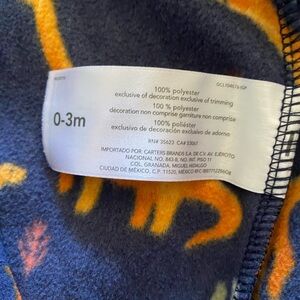 0-3m
100% polyester
exclusive of decoration exclusive of trimming
100 % polyester
décoration non comprise garniture non comprise
100% poliéster
exclusivo de decoración exclusivo de adorno
RN# 35623 CA# 33061
IMPORTADO POR: CARTERS BRANDS S.A. DE C.V. AV. EJÉRCITO
NACIONAL NO. 843-B, NO. INT. PISO 11
COL. GRANADA, MIGUEL HIDALGO
CIUDAD DE MÉXICO, C.P. 11520, MÉXICO